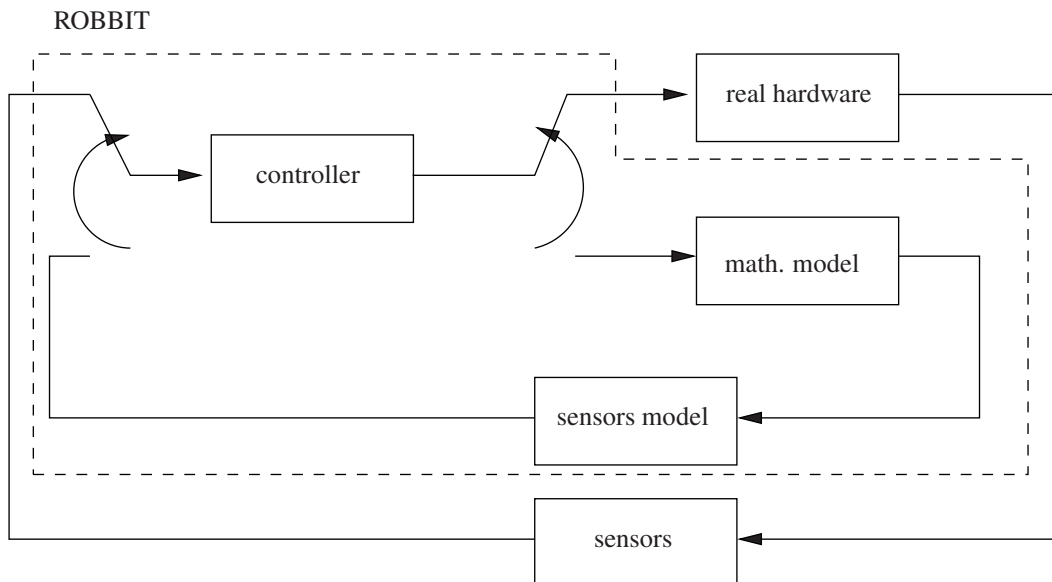 ROBBIT
real hardware
controller
math. model
sensors model
sensors